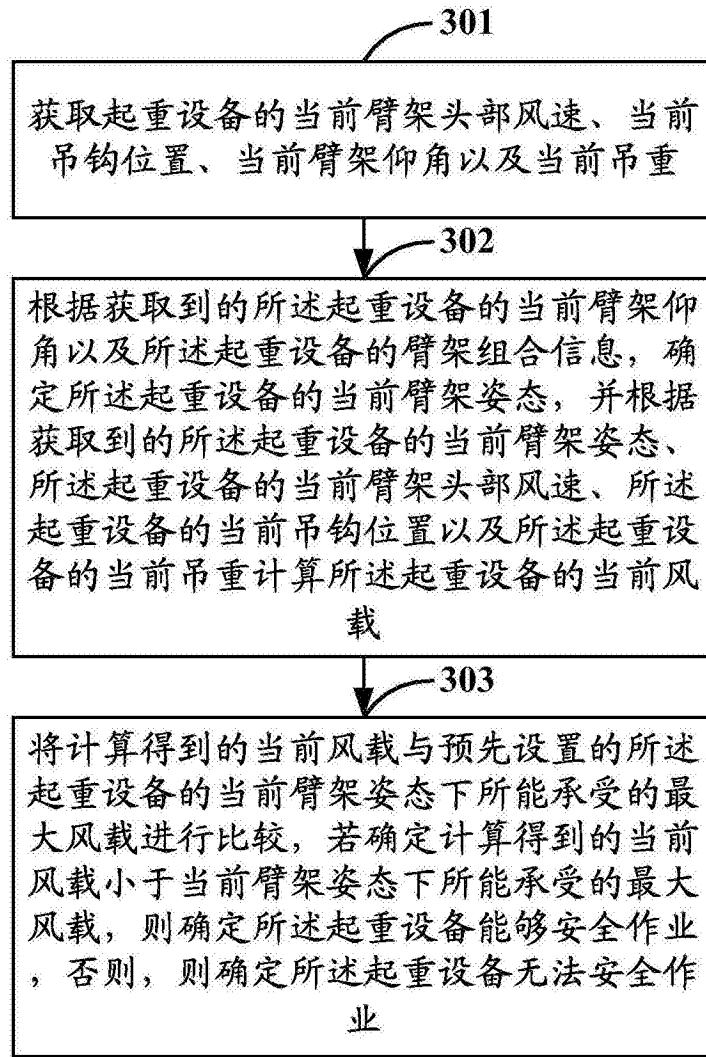 301
获取起重设备的当前臂架头部风速、当前
吊钩位置、当前臂架仰角以及当前吊重
302
根据获取到的所述起重设备的当前臂架仰
角以及所述起重设备的臂架组合信息，确
定所述起重设备的当前臂架姿态，并根据
获取到的所述起重设备的当前臂架姿态、
所述起重设备的当前臂架头部风速、所述
起重设备的当前吊钩位置以及所述起重设
备的当前吊重计算所述起重设备的当前风
载
303
将计算得到的当前风载与预先设置的所述
起重设备的当前臂架姿态下所能承受的最
大风载进行比较，若确定计算得到的当前
风载小于当前臂架姿态下所能承受的最大
风载，则确定所述起重设备能够安全作业
，否则，则确定所述起重设备无法安全作
业